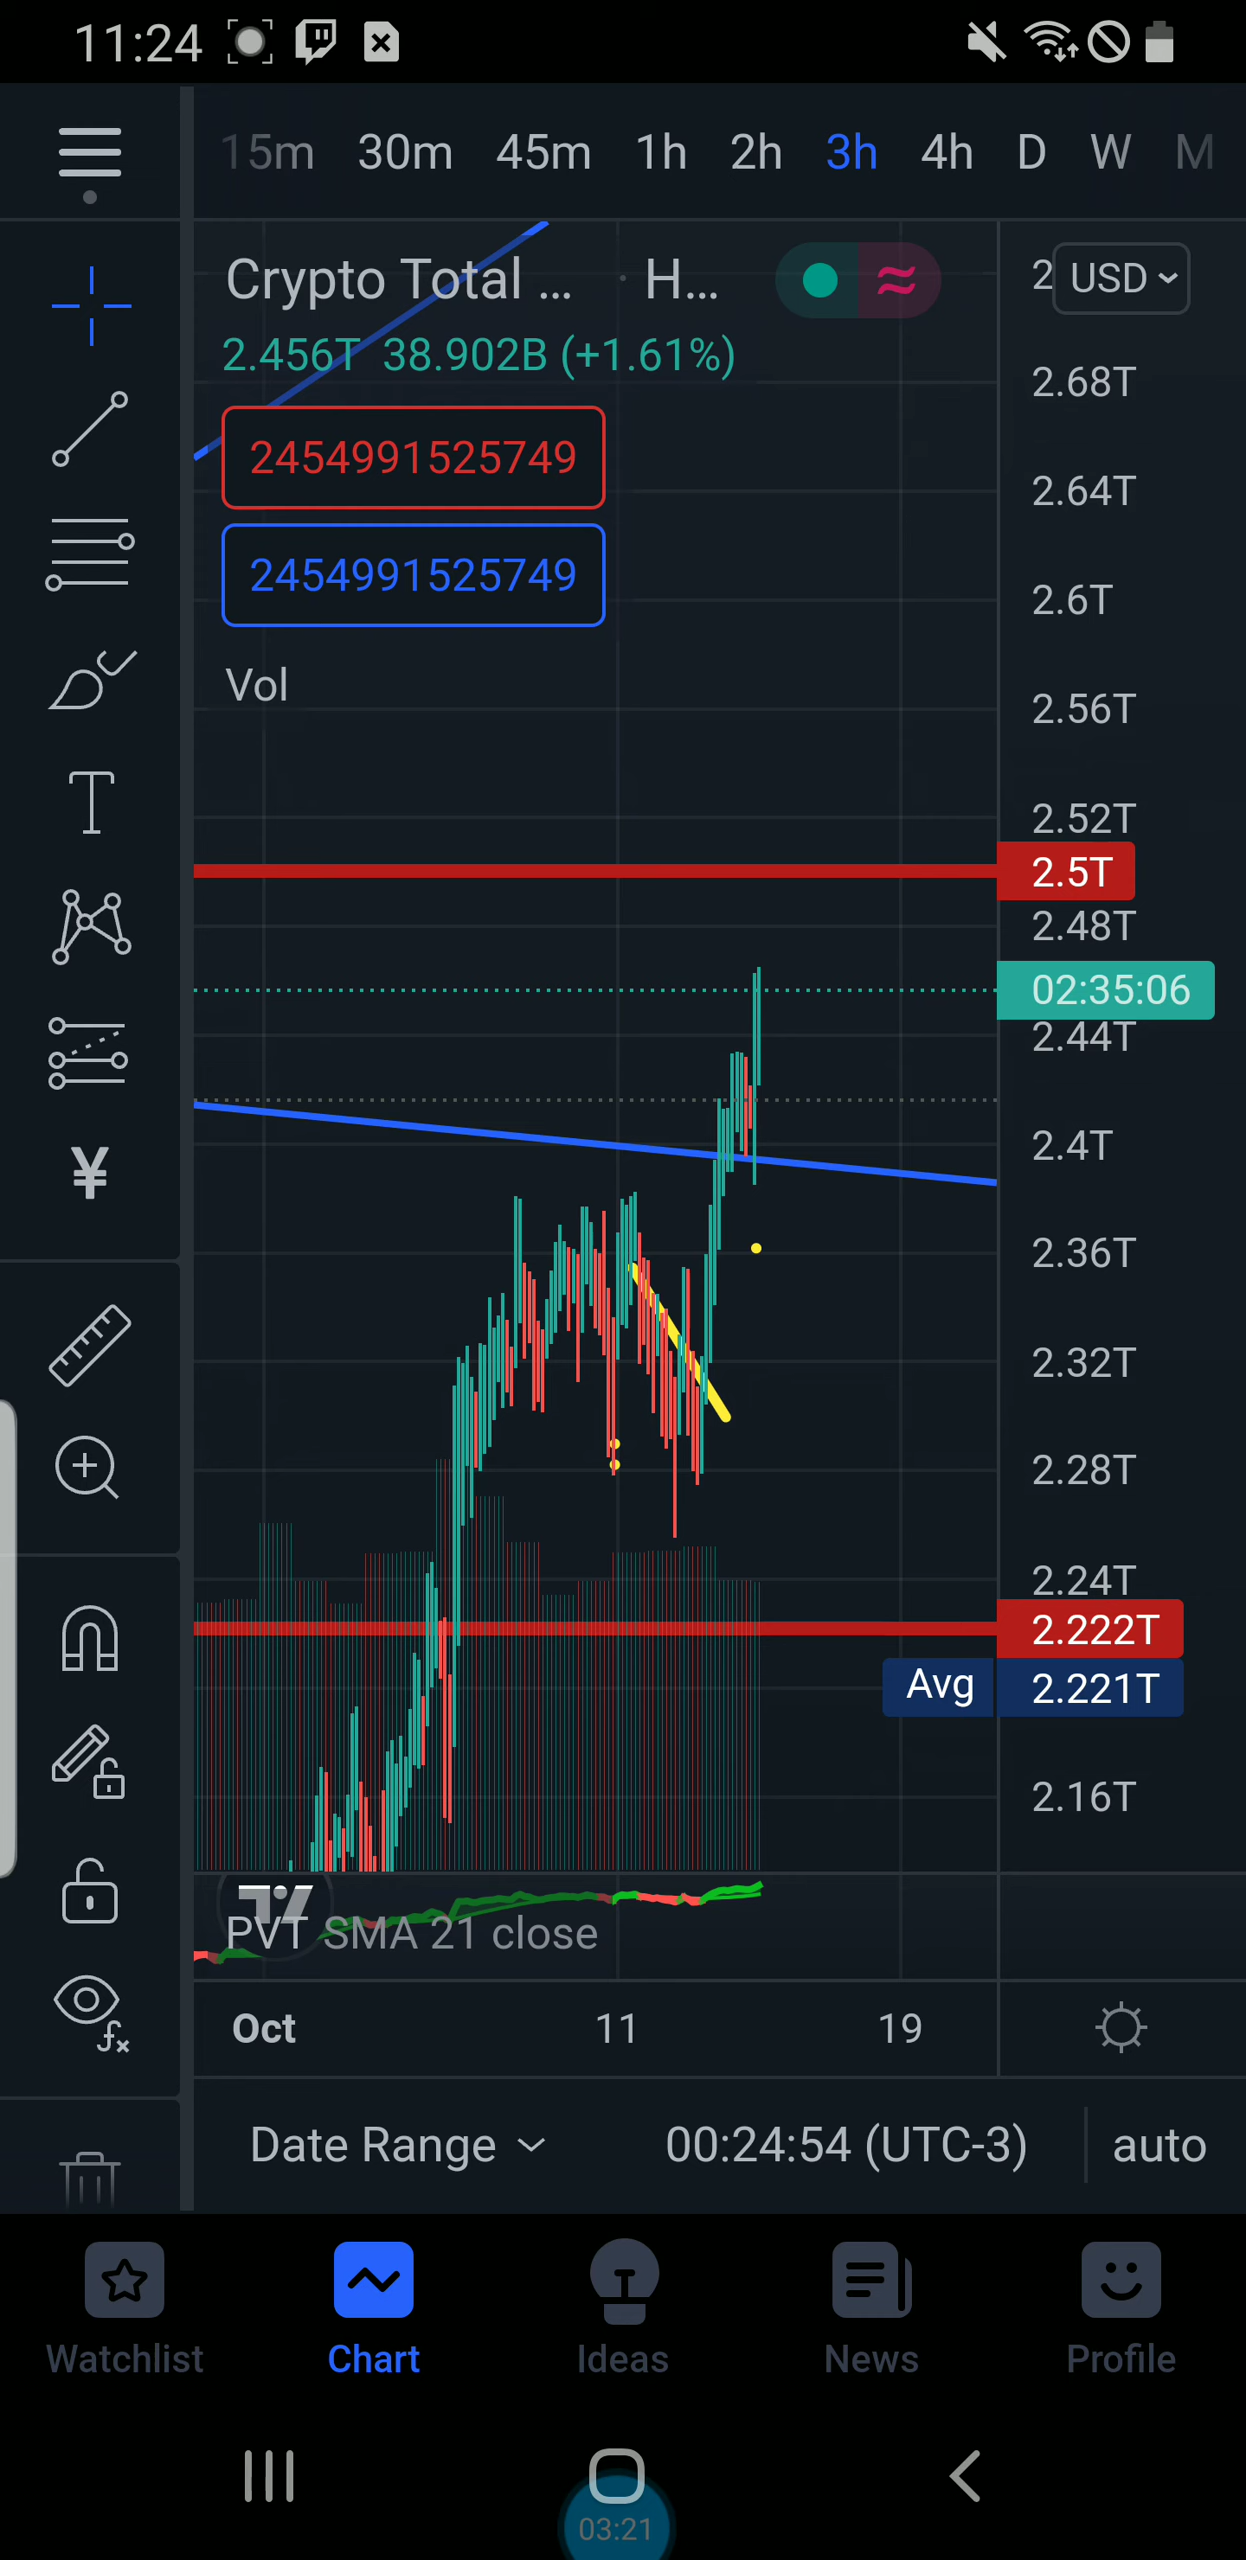 11:24
15m 30m 45m 1h 2h 3h 4h D W M
Crypto Total ... · H...
2 USD
2.456T 38.902B (+1.61%)
2.68T
2454991525749
2.64T
2454991525749
2.6T
Vol
2.56T
2.52T
2.5T
2.48T
02:35:06
2.44T
2.4T
¥
2.36T
2.32T
2.28T
2.24T
2.222T
Avg 2.221T
2.16T
PVT SMA 21 close
Oct 11 19
Date Range 00:24:54 (UTC-3) auto
Watchlist Chart Ideas News Profile
03:21